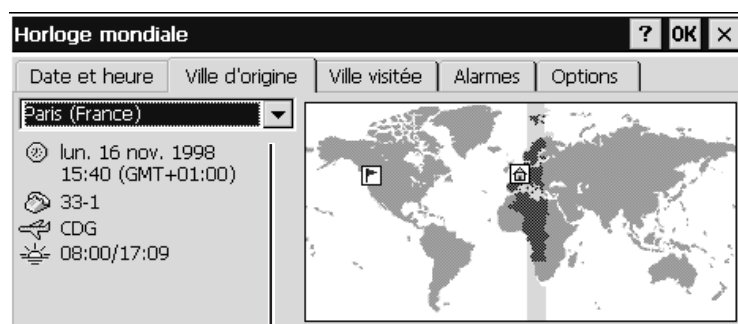 Horloge mondiale ? OK ×
Date et heure Ville d'origine Ville visitée Alarmes Options
Paris (France)
lun. 16 nov. 1998
15:40 (GMT+01:00)
33-1
CDG
08:00/17:09